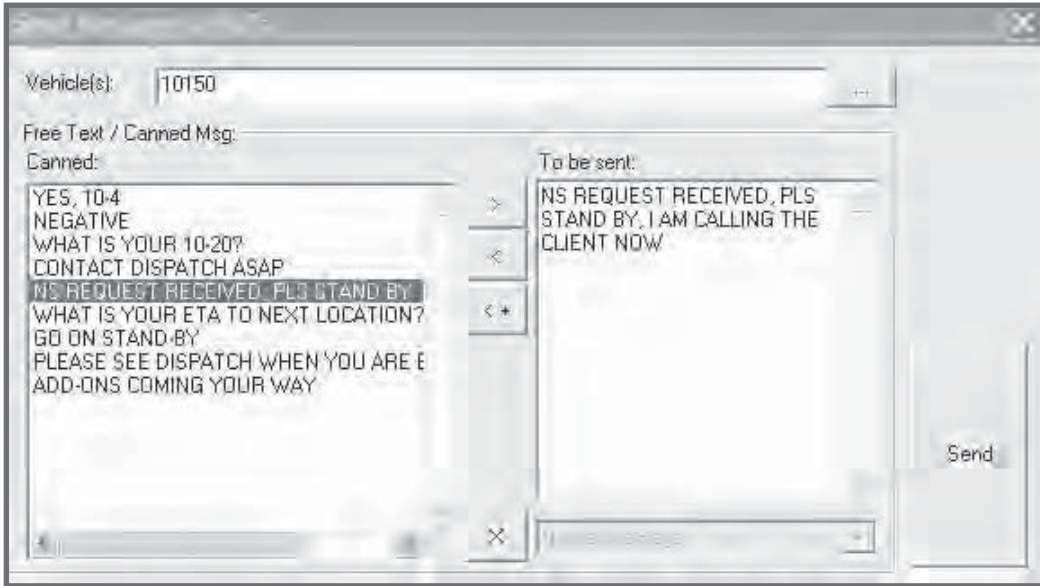 Vehicle(s):
10150
...
Free Text / Canned Msg:
Canned:
To be sent:
YES, 10-4
NEGATIVE
WHAT IS YOUR 10-20?
CONTACT DISPATCH ASAP
NS REQUEST RECEIVED, PLS STAND BY,
WHAT IS YOUR ETA TO NEXT LOCATION?
GO ON STAND-BY
PLEASE SEE DISPATCH WHEN YOU ARE
ADD-ONS COMING YOUR WAY
>
<
<*
X
NS REQUEST RECEIVED, PLS
STAND BY, I AM CALLING THE
CLIENT NOW
Send